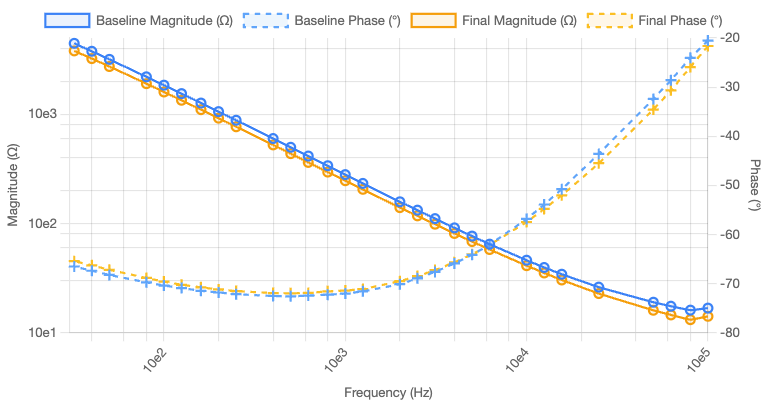 Baseline Magnitude (Ω) Baseline Phase (°) Final Magnitude (Ω) Final Phase (°)
-20
-30
10e3
-40
Magnitude (Ω)
-50
Phase (°)
10e2
-60
-70
10e1
-80
10e2 10e3 10e4 10e5
Frequency (Hz)